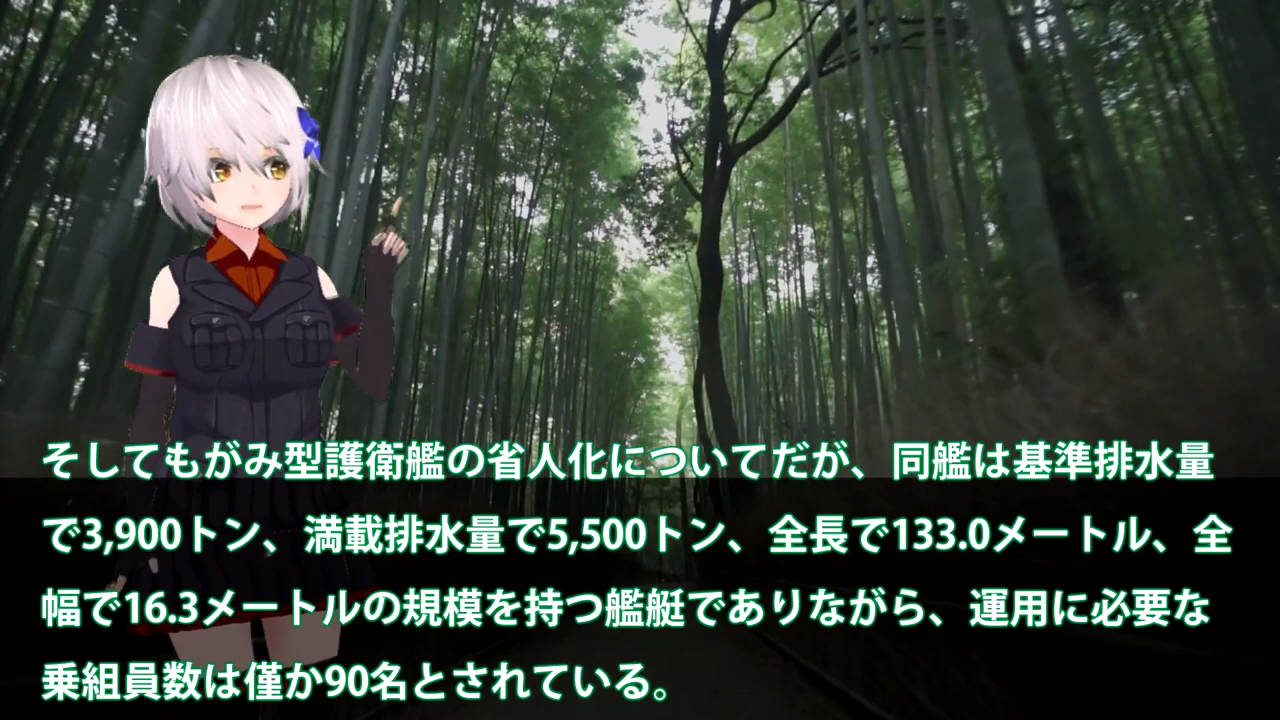 そしてもがみ型護衛艦の省人化についてだが、同艦は基準排水量
で3,900トン、満載排水量で5,500トン、全長で133.0メートル、全
幅で16.3メートルの規模を持つ艦艇でありながら、運用に必要な
乗組員数は僅か90名とされている。